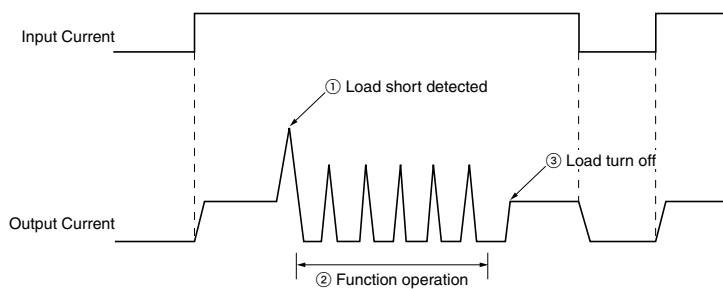 Input Current
① Load short detected
③ Load turn off
Output Current
② Function operation